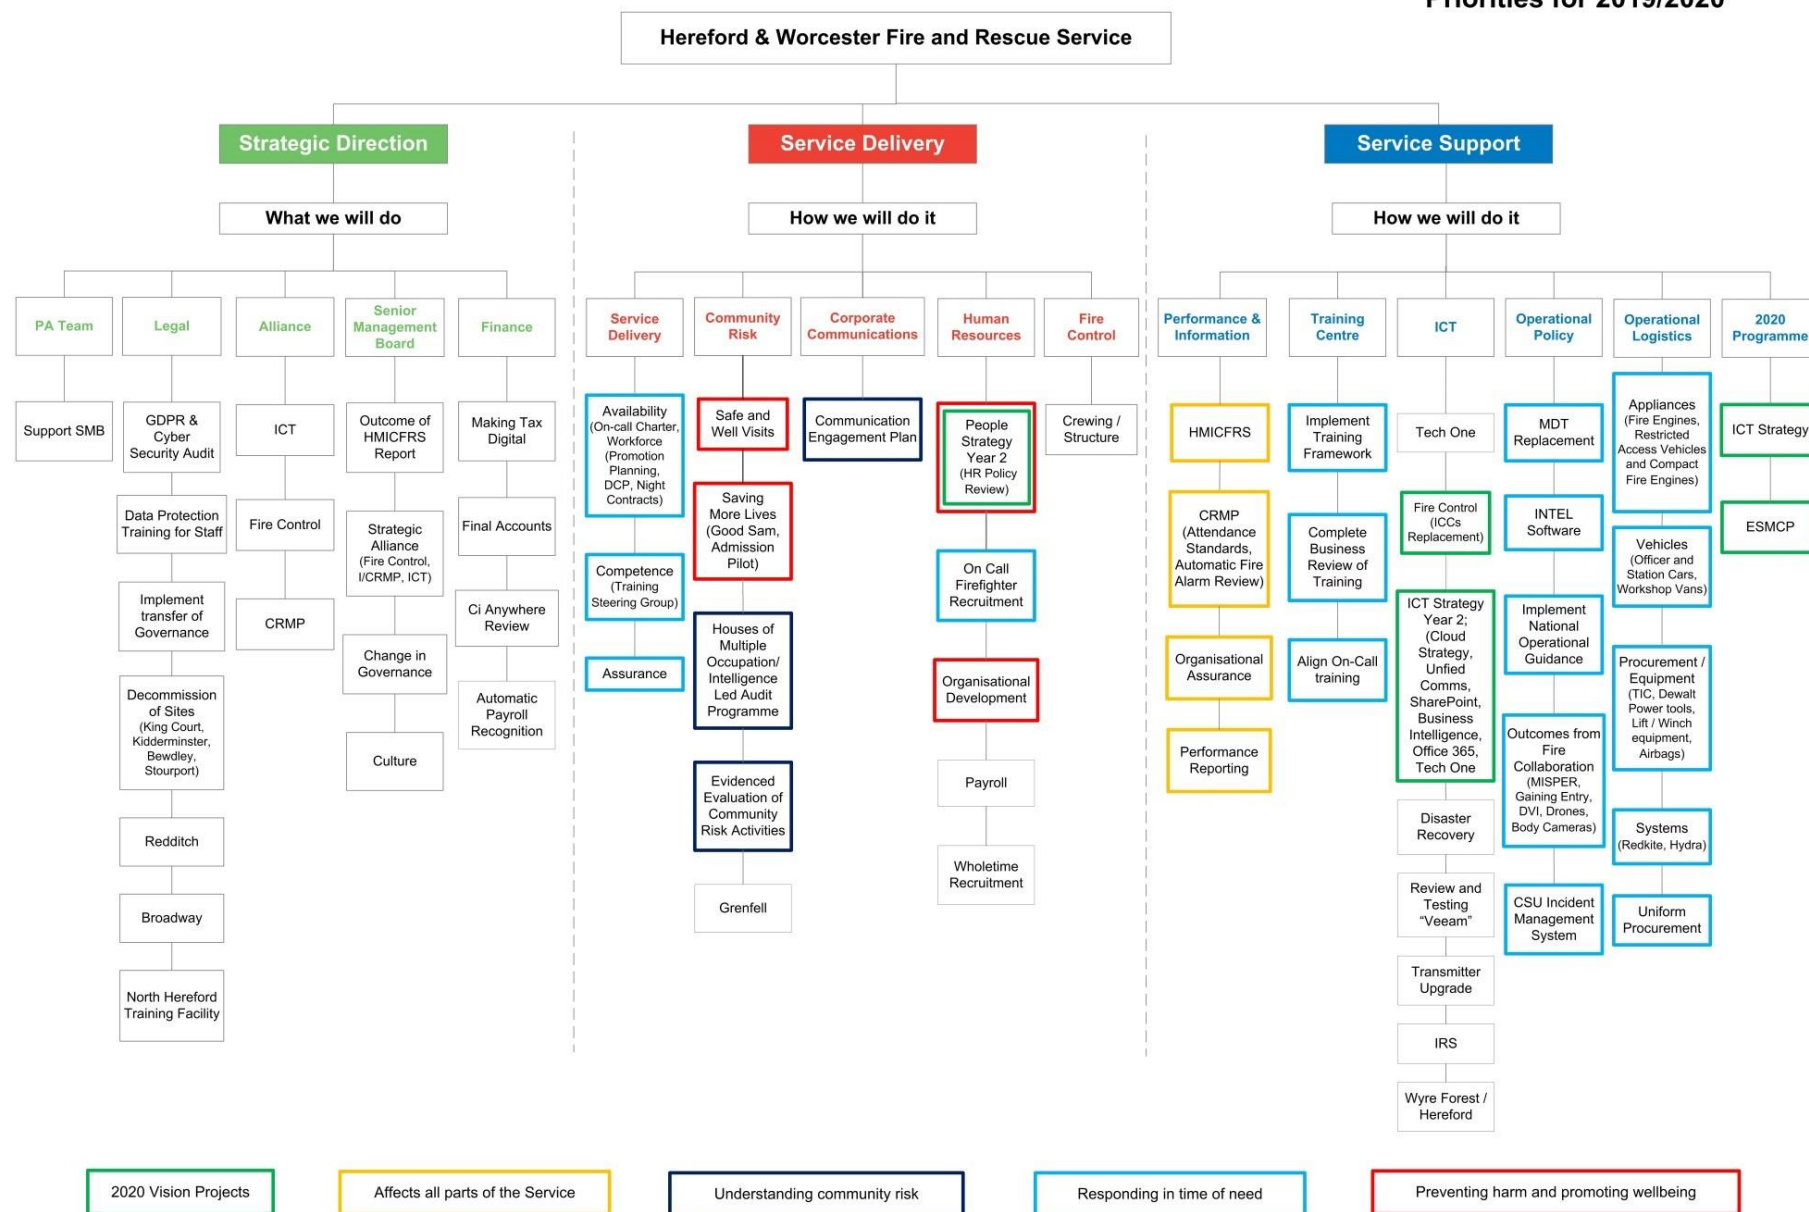 Priorities for 2019/2020
Hereford & Worcester Fire and Rescue Service
Strategic Direction
What we will do
PA Team
Support SMB
Legal
GDPR &
Cyber
Security Audit
Data Protection
Training for Staff
Implement
transfer of
Governance
Decommission
of Sites
(King Court,
Kidderminster,
Bewdley,
Stourport)
Redditch
Broadway
North Hereford
Training Facility
Alliance
ICT
Fire Control
CRMP
Senior
Management
Board
Outcome of
HMICFRS
Report
Strategic
Alliance
(Fire Control,
I/CRMP, ICT)
Change in
Governance
Culture
Finance
Making Tax
Digital
Final Accounts
Ci Anywhere
Review
Automatic
Payroll
Recognition
Service Delivery
How we will do it
Service
Delivery
Availability
(On-call Charter,
Workforce
(Promotion
Planning,
DCP, Night
Contracts)
Competence
(Training
Steering Group)
Assurance
Community
Risk
Safe and
Well Visits
Saving
More Lives
(Good Sam,
Admission
Pilot)
Houses of
Multiple
Occupation/
Intelligence
Led Audit
Programme
Evidenced
Evaluation of
Community
Risk Activities
Grenfell
Corporate
Communications
Communication
Engagement Plan
Human
Resources
People
Strategy
Year 2
(HR Policy
Review)
On Call
Firefighter
Recruitment
Organisational
Development
Payroll
Wholetime
Recruitment
Fire
Control
Crewing /
Structure
Service Support
How we will do it
Performance &
Information
HMICFRS
CRMP
(Attendance
Standards,
Automatic Fire
Alarm Review)
Organisational
Assurance
Performance
Reporting
Training
Centre
Implement
Training
Framework
Complete
Business
Review of
Training
Align On-Call
training
ICT
Tech One
Fire Control
(ICCs
Replacement)
ICT Strategy
Year 2;
(Cloud
Strategy,
Unfied
Comms,
SharePoint,
Business
Intelligence,
Office 365,
Tech One
Disaster
Recovery
Review and
Testing
“Veeam”
Transmitter
Upgrade
IRS
Wyre Forest /
Hereford
Operational
Policy
MDT
Replacement
INTEL
Software
Implement
National
Operational
Guidance
Outcomes from
Fire
Collaboration
(MISPER,
Gaining Entry,
DVI, Drones,
Body Cameras)
CSU Incident
Management
System
Operational
Logistics
Appliances
(Fire Engines,
Restricted
Access Vehicles
and Compact
Fire Engines)
Vehicles
(Officer and
Station Cars,
Workshop Vans)
Procurement /
Equipment
(TIC, Dewalt
Power tools,
Lift / Winch
equipment,
Airbags)
Systems
(Redkite, Hydra)
Uniform
Procurement
2020
Programme
ICT Strategy
ESMCP
2020 Vision Projects
Affects all parts of the Service
Understanding community risk
Responding in time of need
Preventing harm and promoting wellbeing